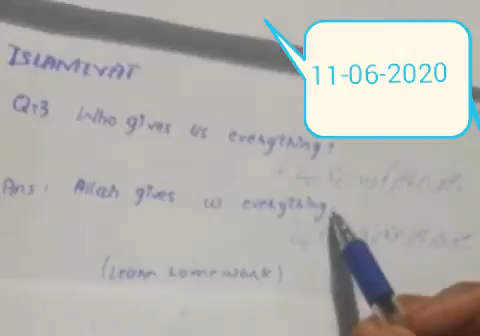 11-06-2020
ISLAMIYAT
Q:3 Who gives us everything?
Ans: Allah gives us everything.
(Learn homework)